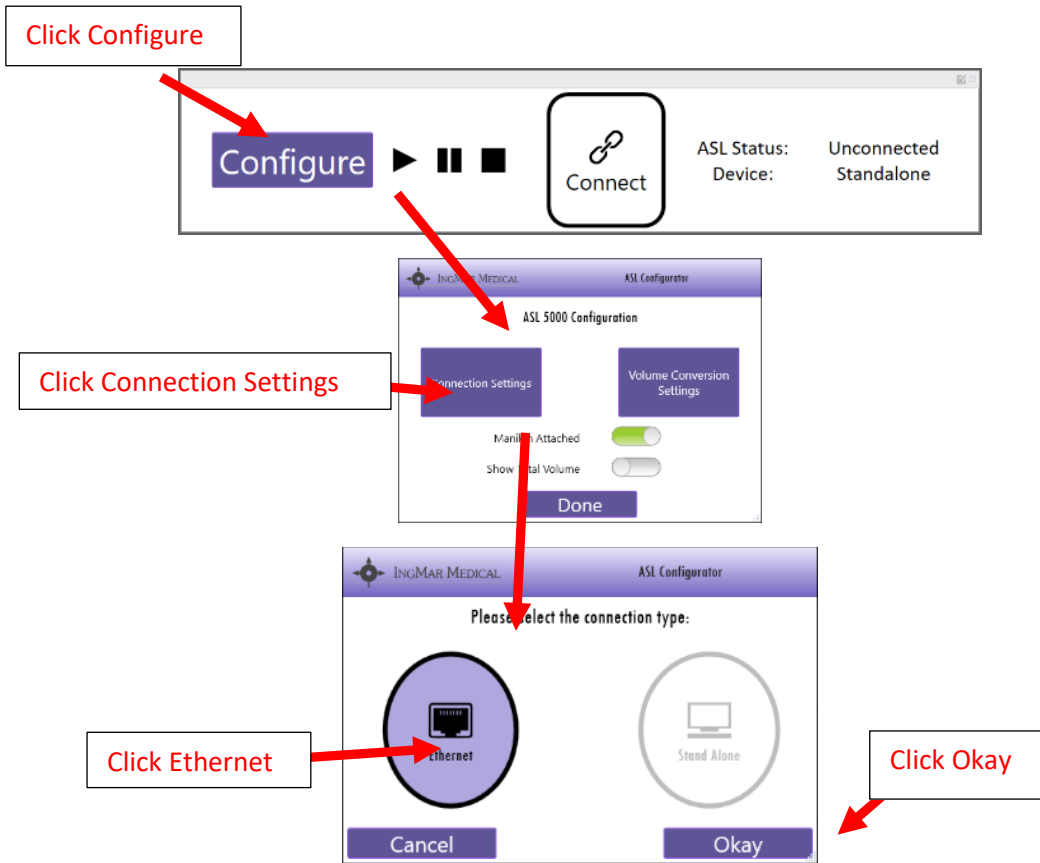 Click Configure
Configure
Connect
ASL Status: Unconnected
Device: Standalone
INGMAR MEDICAL ASL Configurator
ASL 5000 Configuration
Click Connection Settings
Connection Settings
Volume Conversion
Settings
Manikin Attached
Show Total Volume
Done
INGMAR MEDICAL ASL Configurator
Please select the connection type:
Click Ethernet
Ethernet
Stand Alone
Click Okay
Cancel
Okay